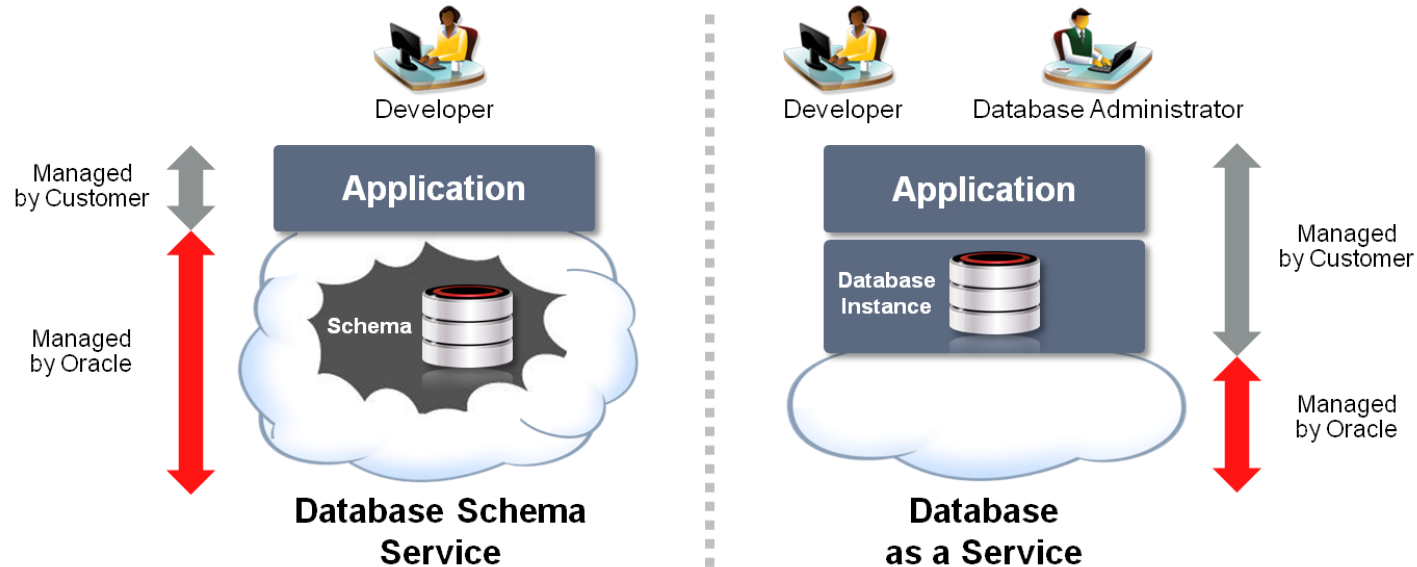 Developer
Managed
by Customer
Application
Schema
Managed
by Oracle
Database Schema
Service
Developer
Database Administrator
Application
Database
Instance
Managed
by Customer
Managed
by Oracle
Database
as a Service